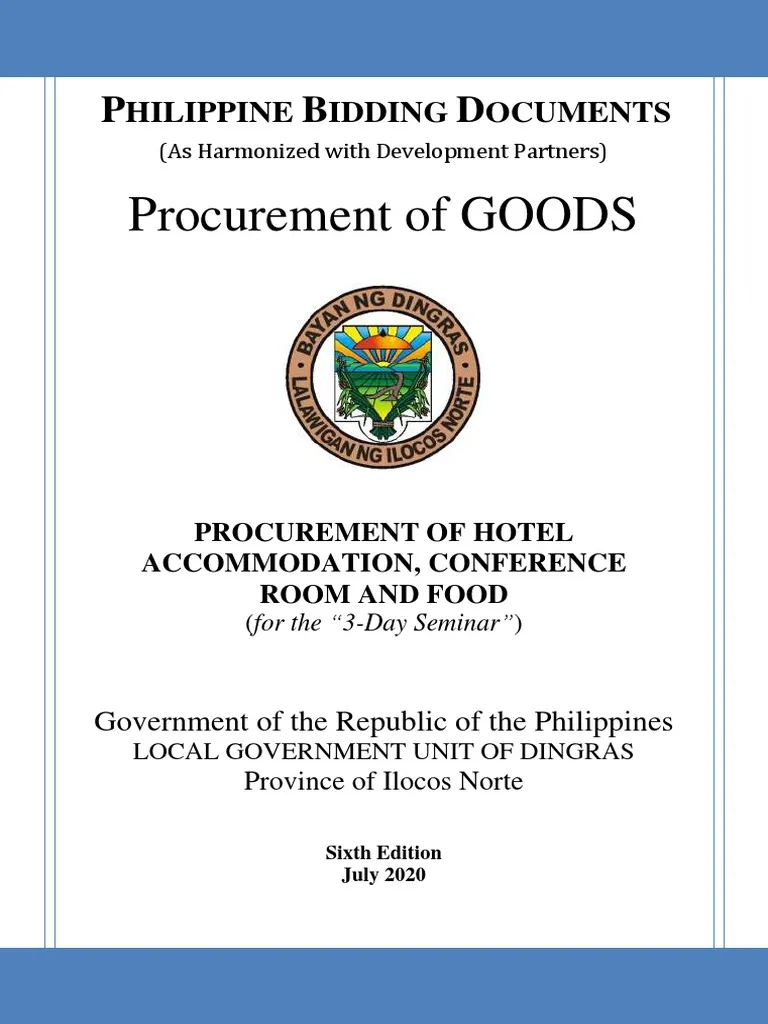 PHILIPPINE BIDDING DOCUMENTS
(As Harmonized with Development Partners)
Procurement of GOODS
BAYAN NG DINGRAS
LALAWIGAN NG ILOCOS NORTE
PROCUREMENT OF HOTEL
ACCOMMODATION, CONFERENCE
ROOM AND FOOD
(for the “3-Day Seminar”)
Government of the Republic of the Philippines
LOCAL GOVERNMENT UNIT OF DINGRAS
Province of Ilocos Norte
Sixth Edition
July 2020